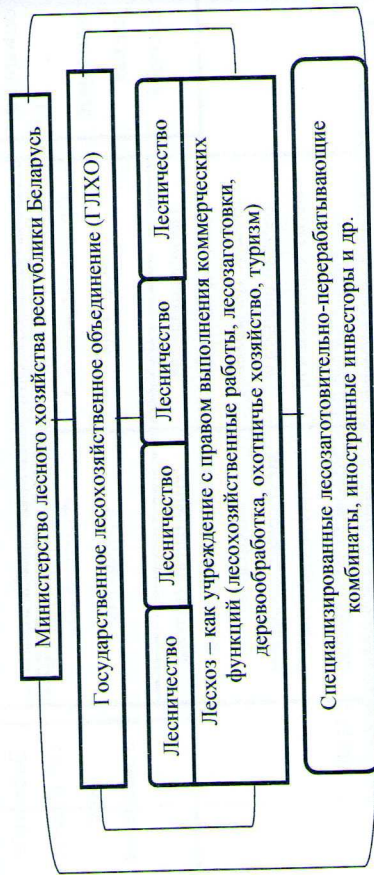 Министерство лесного хозяйства республики Беларусь
Государственное лесохозяйственное объединение (ГЛХО)
Лесничество
Лесничество
Лесничество
Лесничество
Лесхоз – как учреждение с правом выполнения коммерческих
функций (лесохозяйственные работы, лесозаготовки,
деревообработка, охотничье хозяйство, туризм)
Специализированные лесозаготовительно-перерабатывающие
комбинаты, иностранные инвесторы и др.